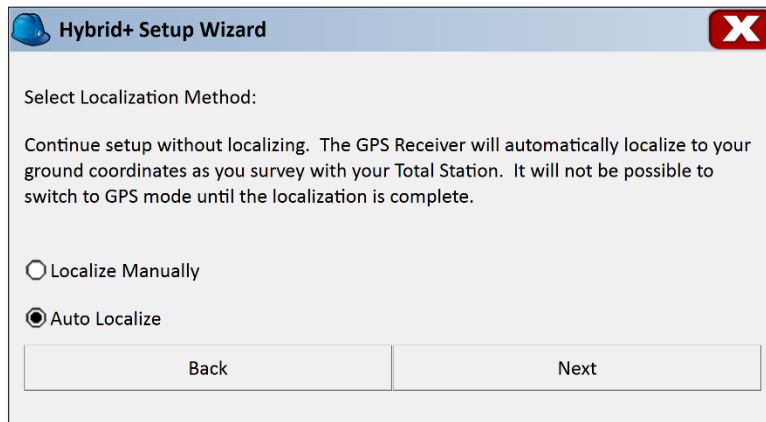 Hybrid+ Setup Wizard
Select Localization Method:
Continue setup without localizing.  The GPS Receiver will automatically localize to your
ground coordinates as you survey with your Total Station.  It will not be possible to
switch to GPS mode until the localization is complete.
Localize Manually
Auto Localize
Back
Next